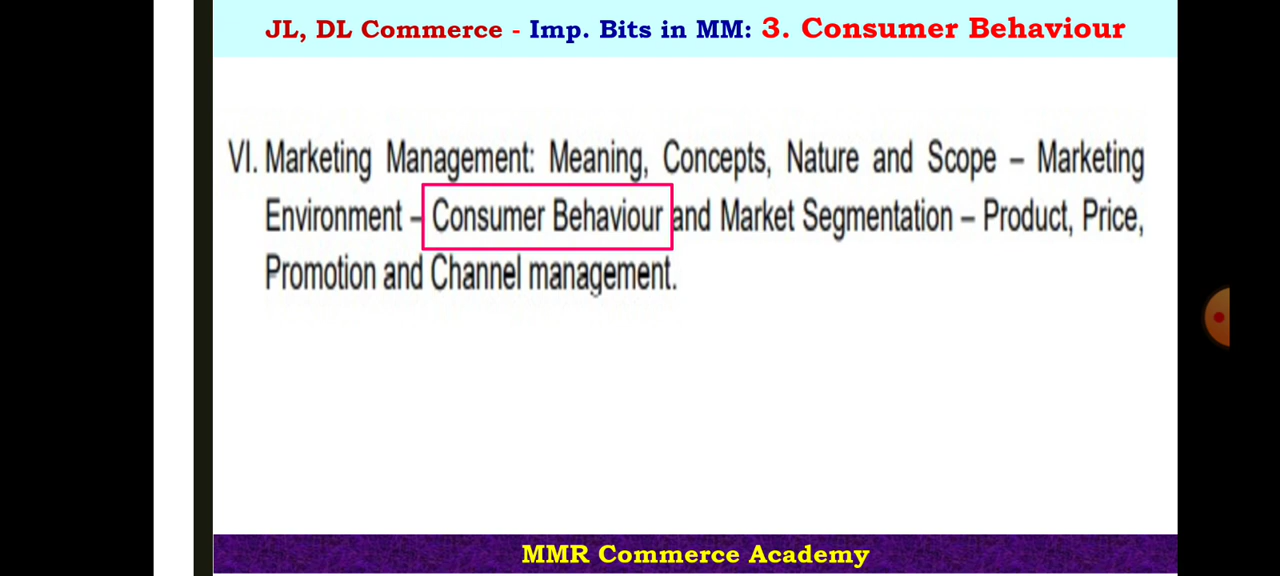 JL, DL Commerce - Imp. Bits in MM: 3. Consumer Behaviour
VI. Marketing Management: Meaning, Concepts, Nature and Scope – Marketing
Environment – Consumer Behaviour and Market Segmentation – Product, Price,
Promotion and Channel management.
MMR Commerce Academy